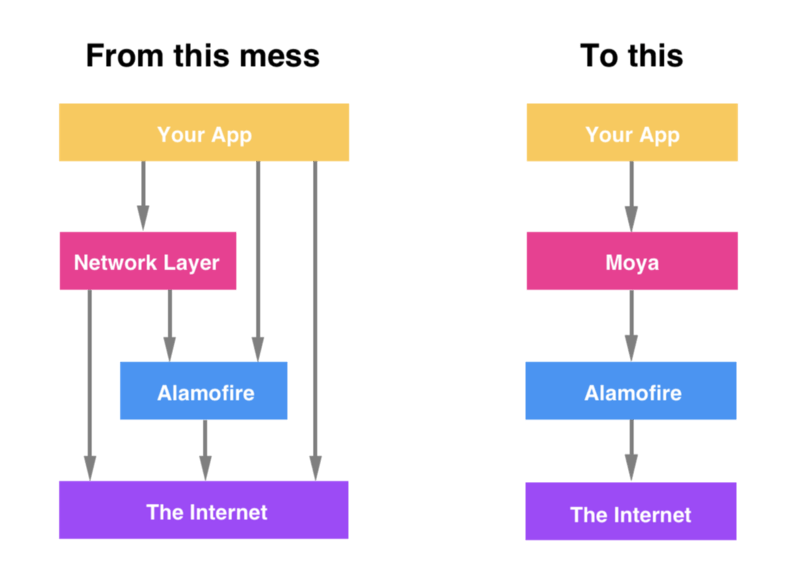 From this mess
Your App
Network Layer
Alamofire
The Internet
To this
Your App
Moya
Alamofire
The Internet